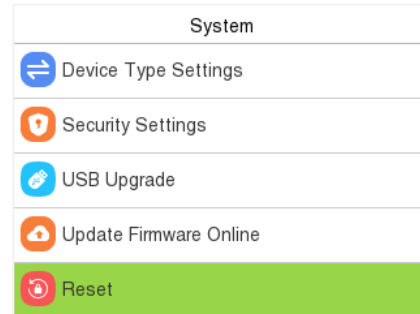 System
Device Type Settings
Security Settings
USB Upgrade
Update Firmware Online
Reset